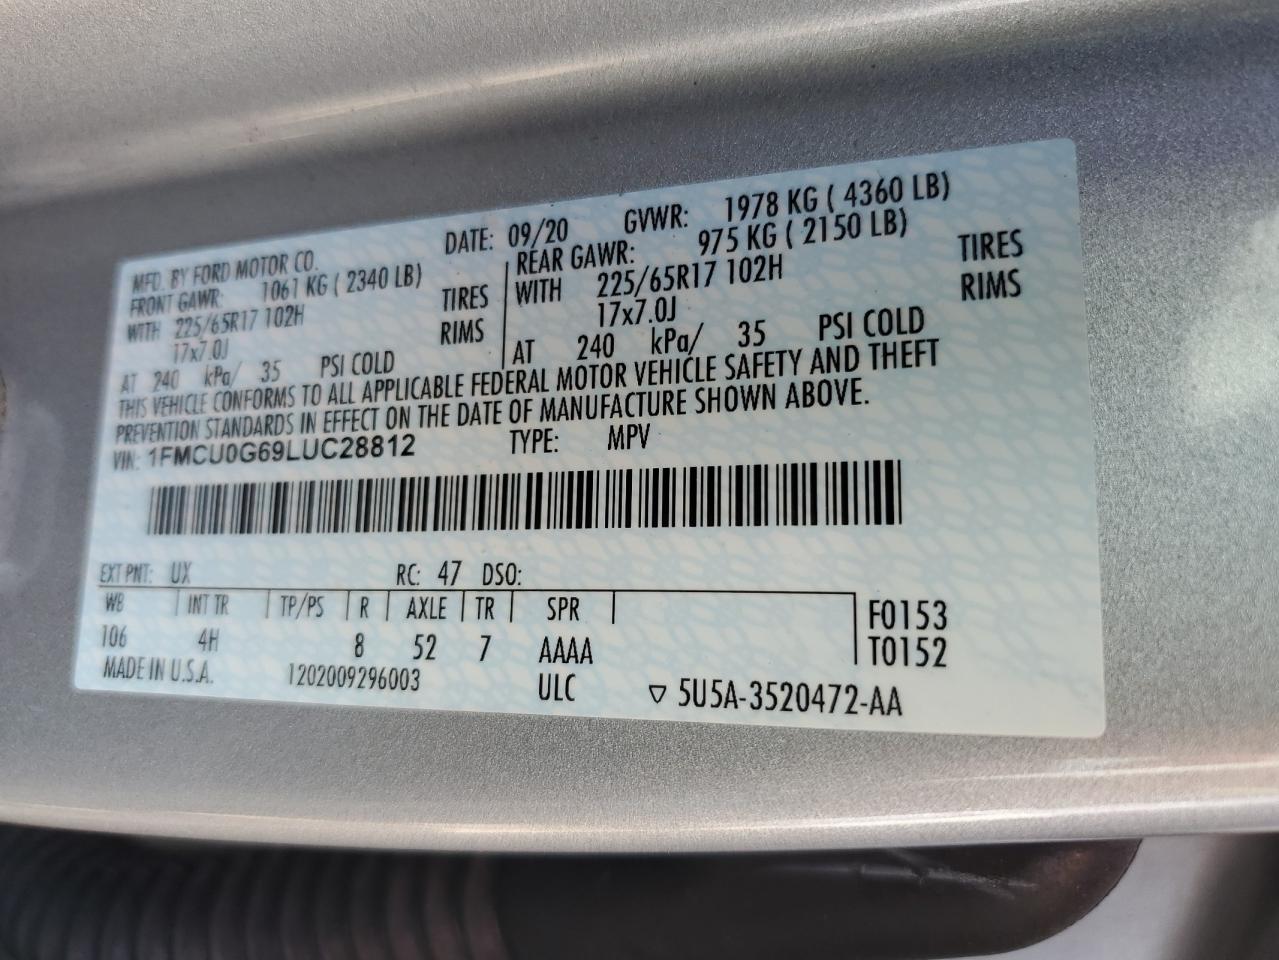 MFD. BY FORD MOTOR CO. DATE: 09/20 GVWR: 1978 KG ( 4360 LB)
FRONT GAWR: 1061 KG ( 2340 LB) REAR GAWR: 975 KG ( 2150 LB)
WITH 225/65R17 102H TIRES WITH 225/65R17 102H TIRES
17x7.0J RIMS 17x7.0J RIMS
AT 240 kPa/ 35 PSI COLD AT 240 kPa/ 35 PSI COLD
THIS VEHICLE CONFORMS TO ALL APPLICABLE FEDERAL MOTOR VEHICLE SAFETY AND THEFT
PREVENTION STANDARDS IN EFFECT ON THE DATE OF MANUFACTURE SHOWN ABOVE.
VIN: 1FMCU0G69LUC28812 TYPE: MPV
EXT PNT: UX RC: 47 DSO:
WB INT TR TP/PS R AXLE TR SPR F0153
106 4H 8 52 7 AAAA T0152
MADE IN U.S.A. 1202009296003 ULC ▽ 5U5A-3520472-AA